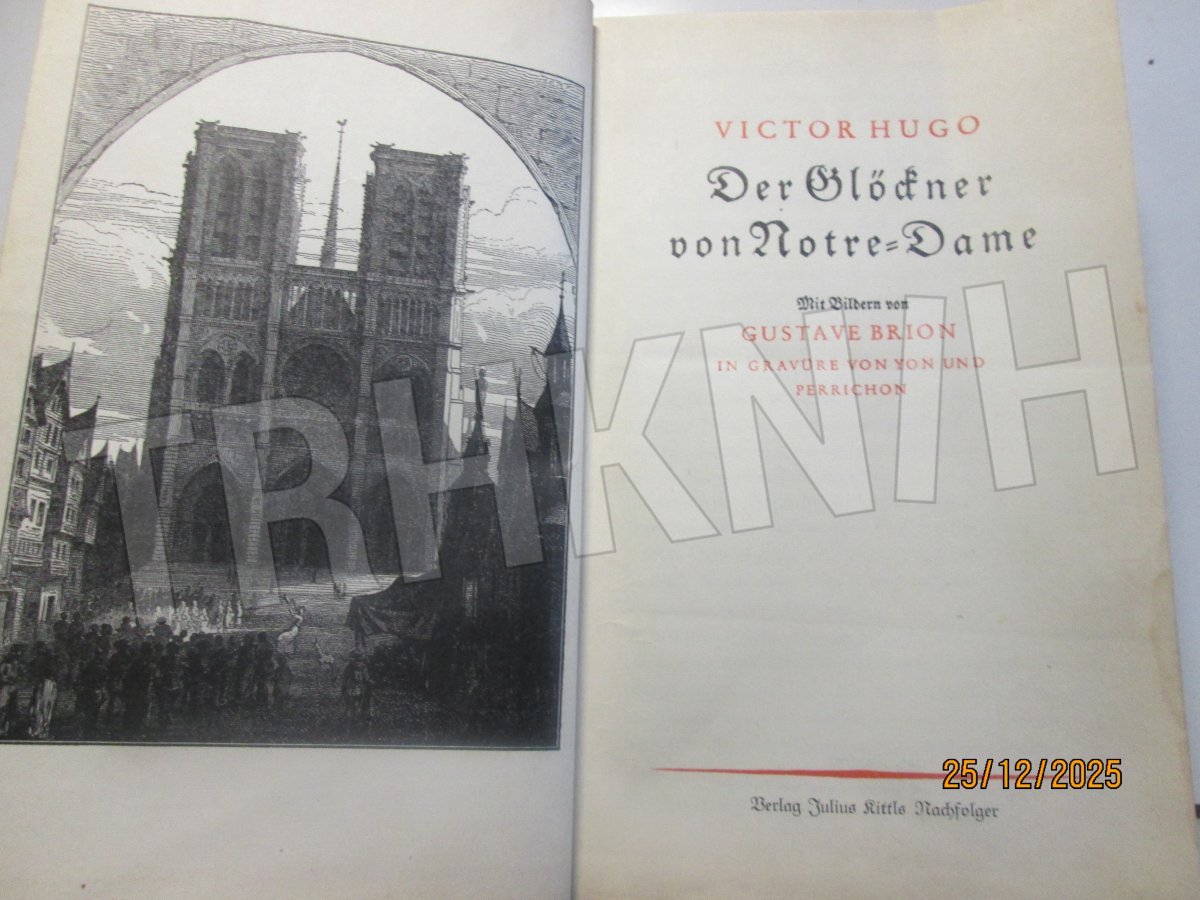 VICTOR HUGO
Der Glöckner
von Notre=Dame
Mit Bildern von
GUSTAVE BRION
IN GRAVÜRE VON YON UND
PERRICHON
TRHKNIH
25/12/2025
Verlag Julius Kittls Nachfolger